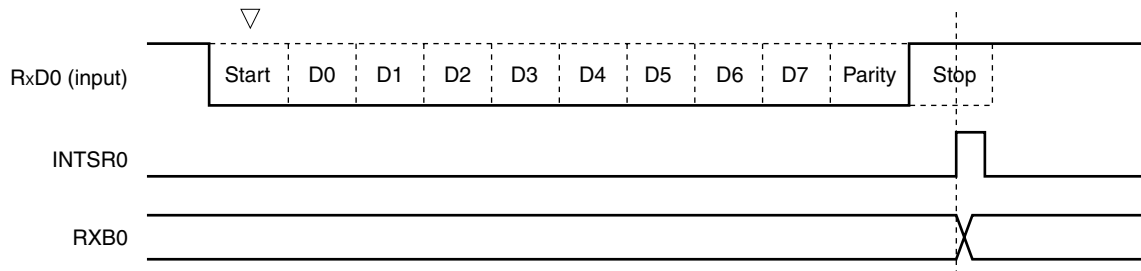 RxD0 (input) Start D0 D1 D2 D3 D4 D5 D6 D7 Parity Stop
INTSR0
RXB0